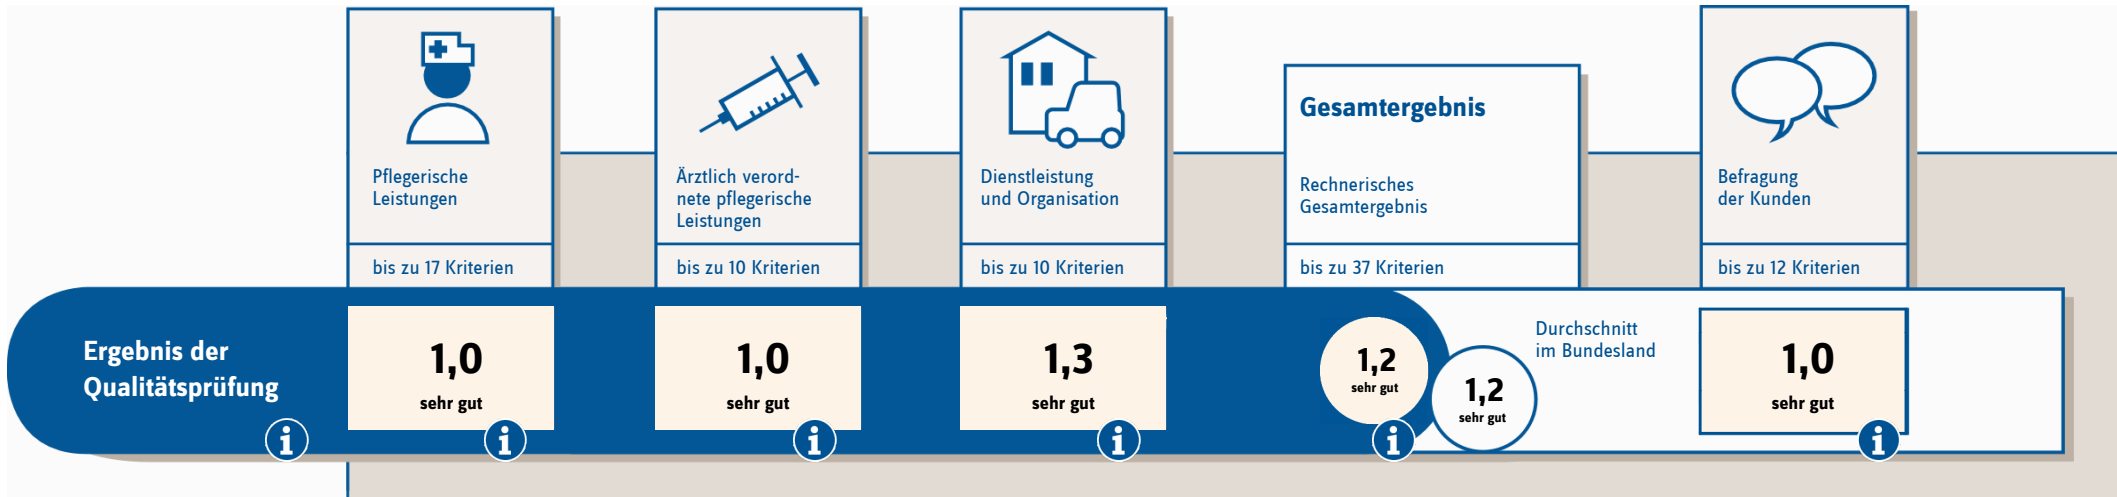 Pflegerische
Leistungen
bis zu 17 Kriterien
Ärztlich verord-
nete pflegerische
Leistungen
bis zu 10 Kriterien
Dienstleistung
und Organisation
bis zu 10 Kriterien
Gesamtergebnis
Rechnerisches
Gesamtergebnis
bis zu 37 Kriterien
Befragung
der Kunden
bis zu 12 Kriterien
Ergebnis der
Qualitätsprüfung
i
1,0
sehr gut
i
1,0
sehr gut
i
1,3
sehr gut
i
1,2
sehr gut
i
1,2
sehr gut
Durchschnitt
im Bundesland
1,0
sehr gut
i